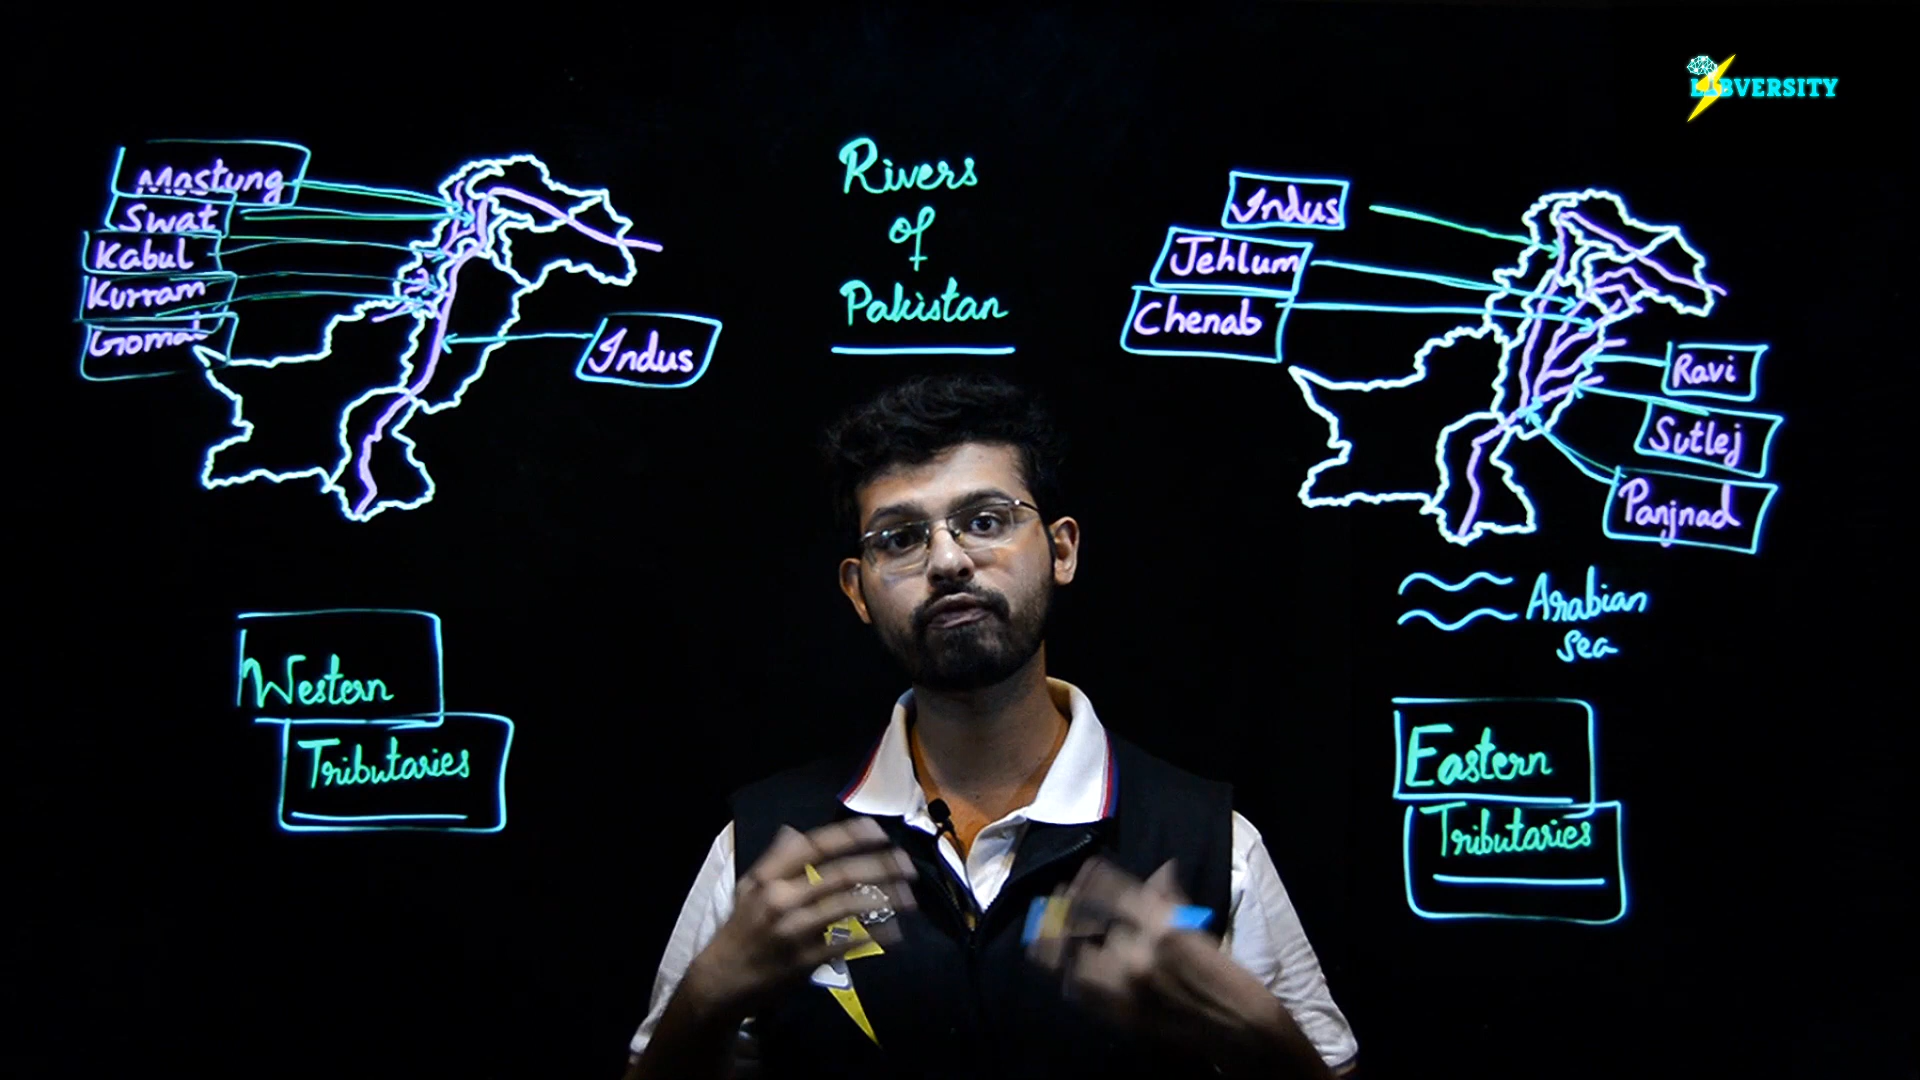 LABVERSITY
Rivers
of
Pakistan
Mastung
Swat
Kabul
Kurram
Gomal
Indus
Western
Tributaries
Indus
Jehlum
Chenab
Ravi
Sutlej
Panjnad
Arabian
Sea
Eastern
Tributaries